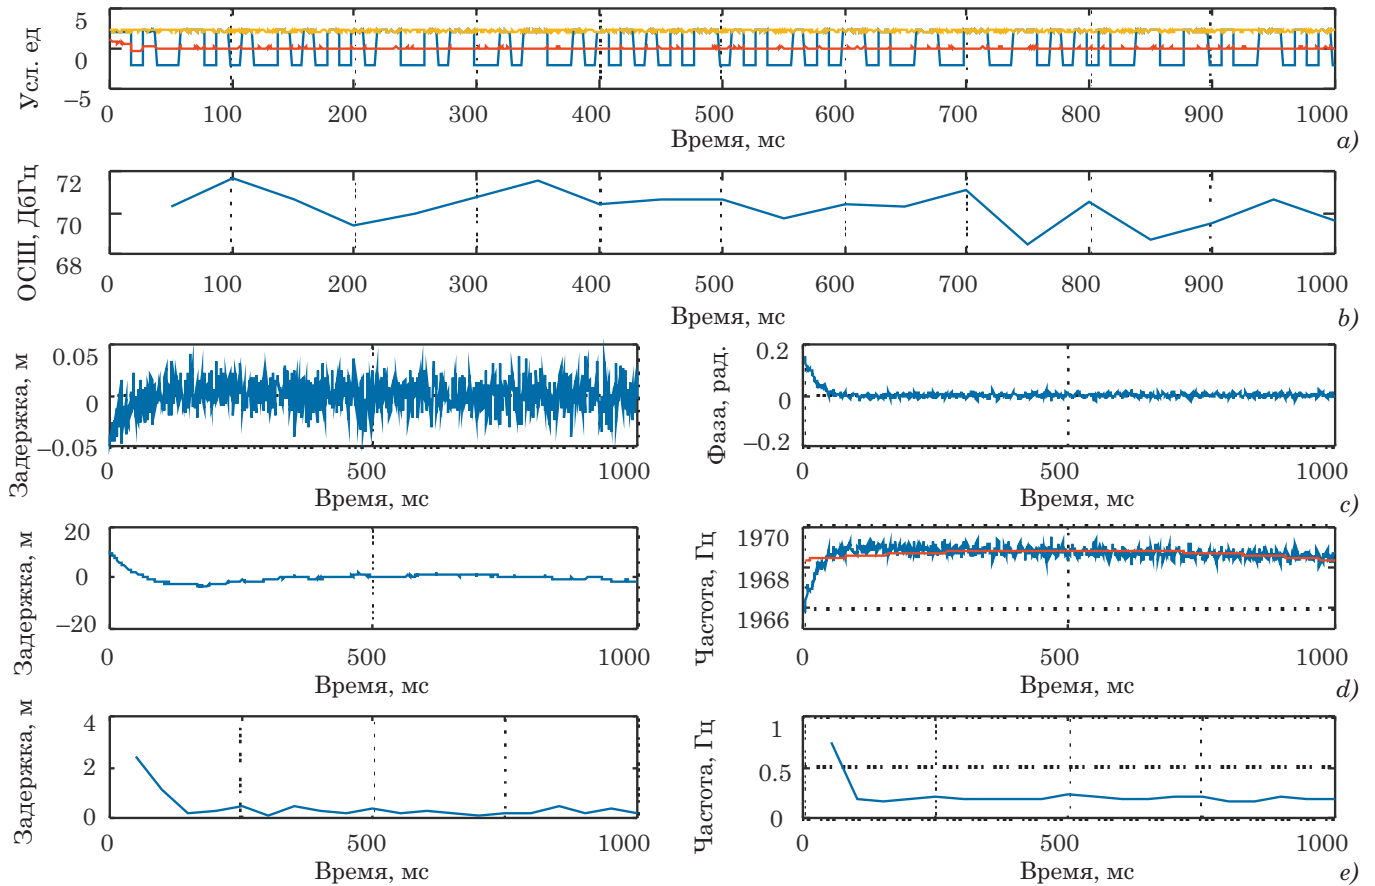 Усл. ед
5
0
−5
0 100 200 300 400 500 600 700 800 900 1000
Время, мс
a)
ОСШ, ДбГц
72
70
68
0 100 200 300 400 500 600 700 800 900 1000
Время, мс
b)
Задержка, м
0.05
0
−0.05
0 500 1000
Время, мс
Фаза, рад.
0.2
0
−0.2
0 500 1000
Время, мс
c)
Задержка, м
20
0
−20
0 500 1000
Время, мс
Частота, Гц
1970
1968
1966
0 500 1000
Время, мс
d)
Задержка, м
4
2
0
0 500 1000
Время, мс
Частота, Гц
1
0.5
0
0 500 1000
Время, мс
e)